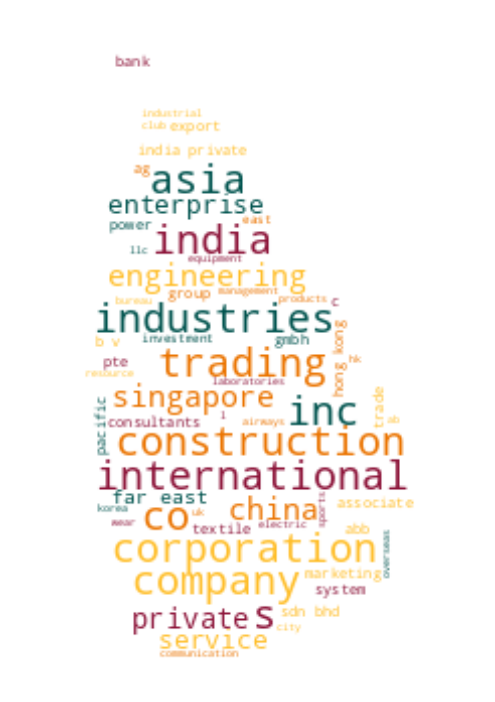 bank
industrial
club export
india private
ag
asia
enterprise
power east
llc india
equipment
engineering
group management
bureau products c
industries
b v investment gmbh
hong kong
pte trading hk
resource
laboratories
singapore trade
pacific inc
consultants l airways ab
construction
international
far east
korea sports associate
co uk china
wear textile electric abb
overseas
corporation
company marketing
system
private s sdn bhd
city
service
communication